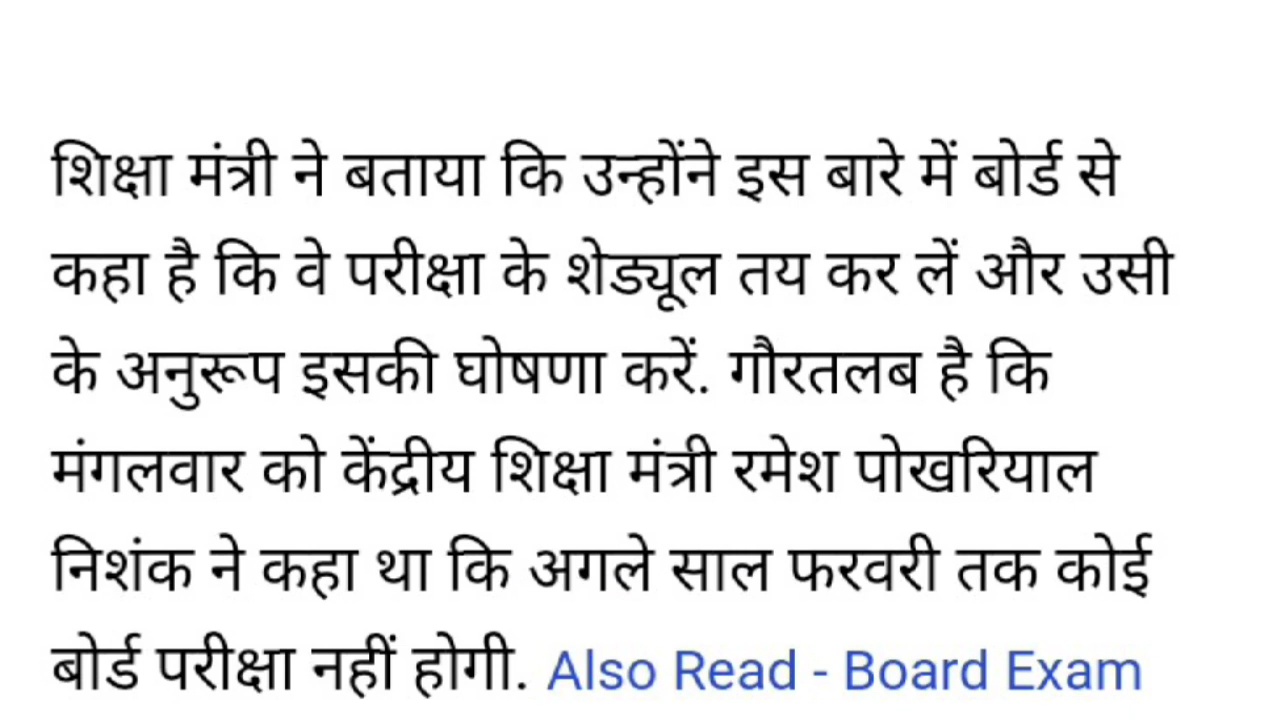 शिक्षा मंत्री ने बताया कि उन्होंने इस बारे में बोर्ड से
कहा है कि वे परीक्षा के शेड्यूल तय कर लें और उसी
के अनुरूप इसकी घोषणा करें. गौरतलब है कि
मंगलवार को केंद्रीय शिक्षा मंत्री रमेश पोखरियाल
निशंक ने कहा था कि अगले साल फरवरी तक कोई
बोर्ड परीक्षा नहीं होगी. Also Read - Board Exam